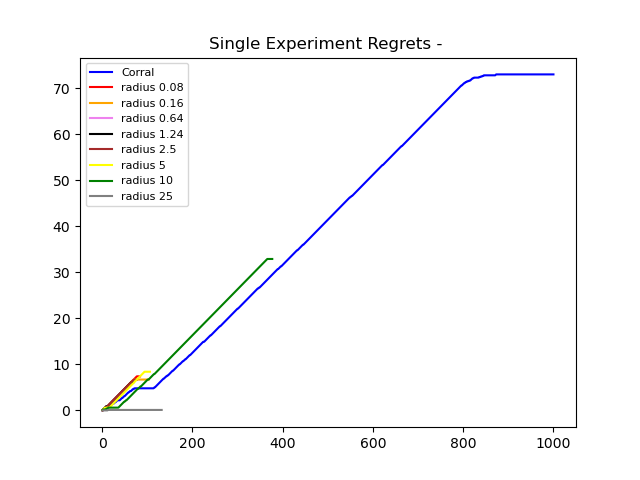 Single Experiment Regrets -
Corral
radius 0.08
radius 0.16
radius 0.64
radius 1.24
radius 2.5
radius 5
radius 10
radius 25
70
60
50
40
30
20
10
0
0 200 400 600 800 1000